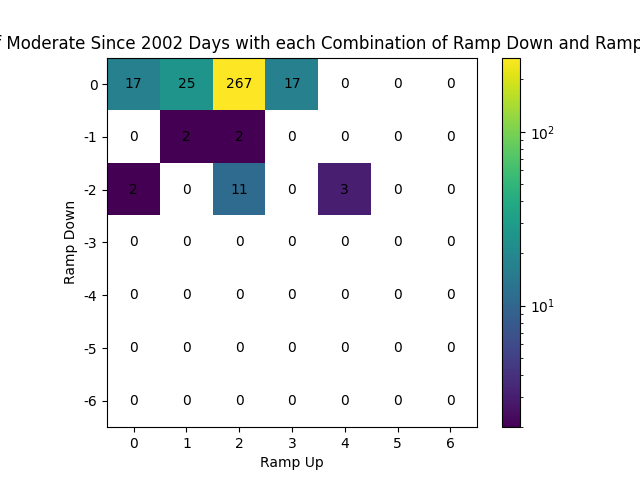 Moderate Since 2002 Days with each Combination of Ramp Down and Ramp
0 17 25 267 17 0 0 0
-1 0 2 2 0 0 0 0
-2 2 0 11 0 3 0 0
-3 0 0 0 0 0 0 0
-4 0 0 0 0 0 0 0
-5 0 0 0 0 0 0 0
-6 0 0 0 0 0 0 0
0 1 2 3 4 5 6
Ramp Up
Ramp Down
10²
10¹